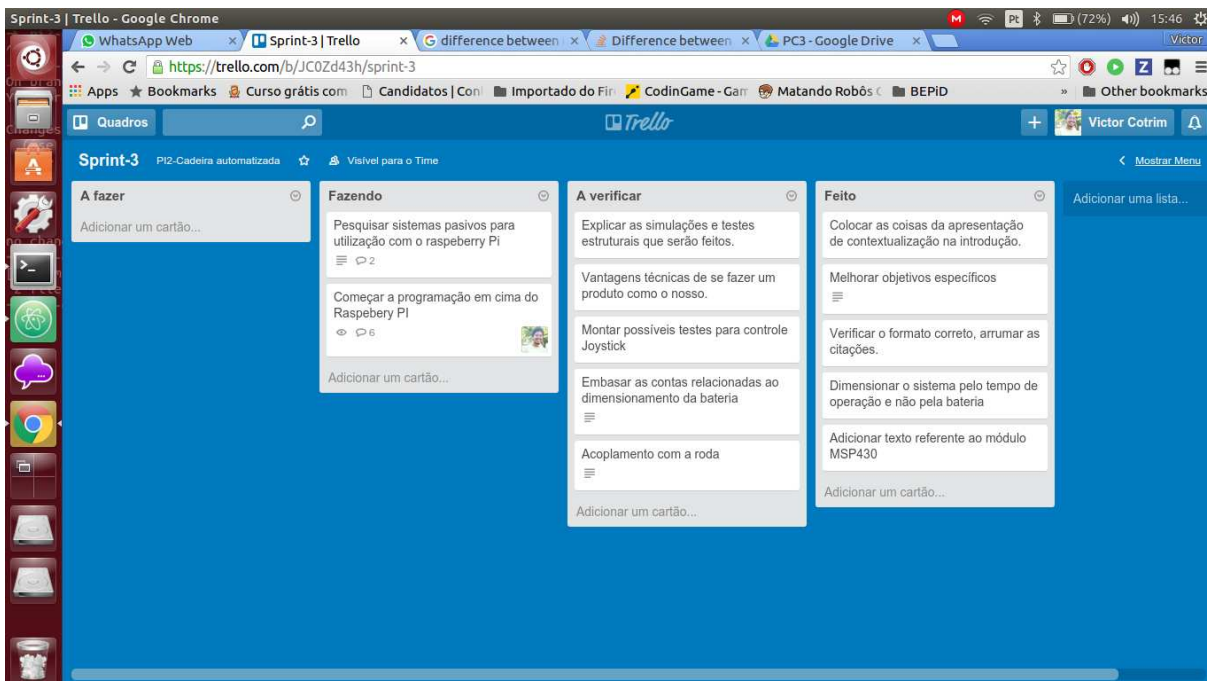 Sprint-3 | Trello - Google Chrome
M
Pt
(72%)
15:46
WhatsApp Web
Sprint-3 | Trello
difference between
Difference between
PC3 - Google Drive
Victor
https://trello.com/b/JC0Zd43h/sprint-3
Apps
Bookmarks
Curso grátis com
Candidatos | Con
Importado do Fir
CodinGame - Gam
Matando Robôs
BEPiD
»
Other bookmarks
Quadros
Trello
Victor Cotrim
Sprint-3
PI2-Cadeira automatizada
Visível para o Time
Mostrar Menu
A fazer
Adicionar um cartão...
Fazendo
Pesquisar sistemas pasivos para
utilização com o raspeberry Pi
2
Começar a programação em cima do
Raspebery PI
6
Adicionar um cartão...
A verificar
Explicar as simulações e testes
estruturais que serão feitos.
Vantagens técnicas de se fazer um
produto como o nosso.
Montar possíveis testes para controle
Joystick
Embasar as contas relacionadas ao
dimensionamento da bateria
Acoplamento com a roda
Adicionar um cartão...
Feito
Colocar as coisas da apresentação
de contextualização na introdução.
Melhorar objetivos específicos
Verificar o formato correto, arrumar as
citações.
Dimensionar o sistema pelo tempo de
operação e não pela bateria
Adicionar texto referente ao módulo
MSP430
Adicionar um cartão...
Adicionar uma lista...